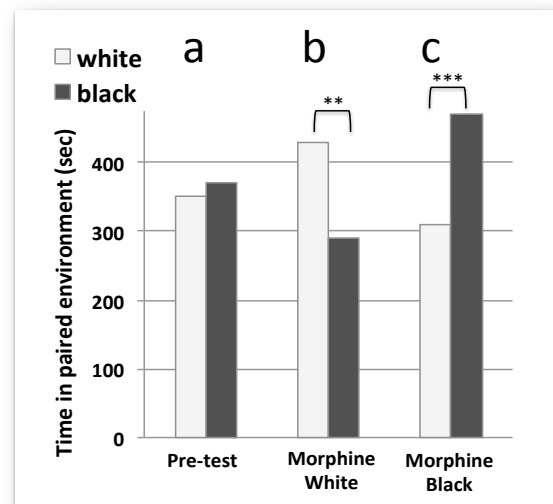 a b c
white
black
** ***
Time in paired environment (sec)
400
300
200
100
0
Pre-test
Morphine
White
Morphine
Black